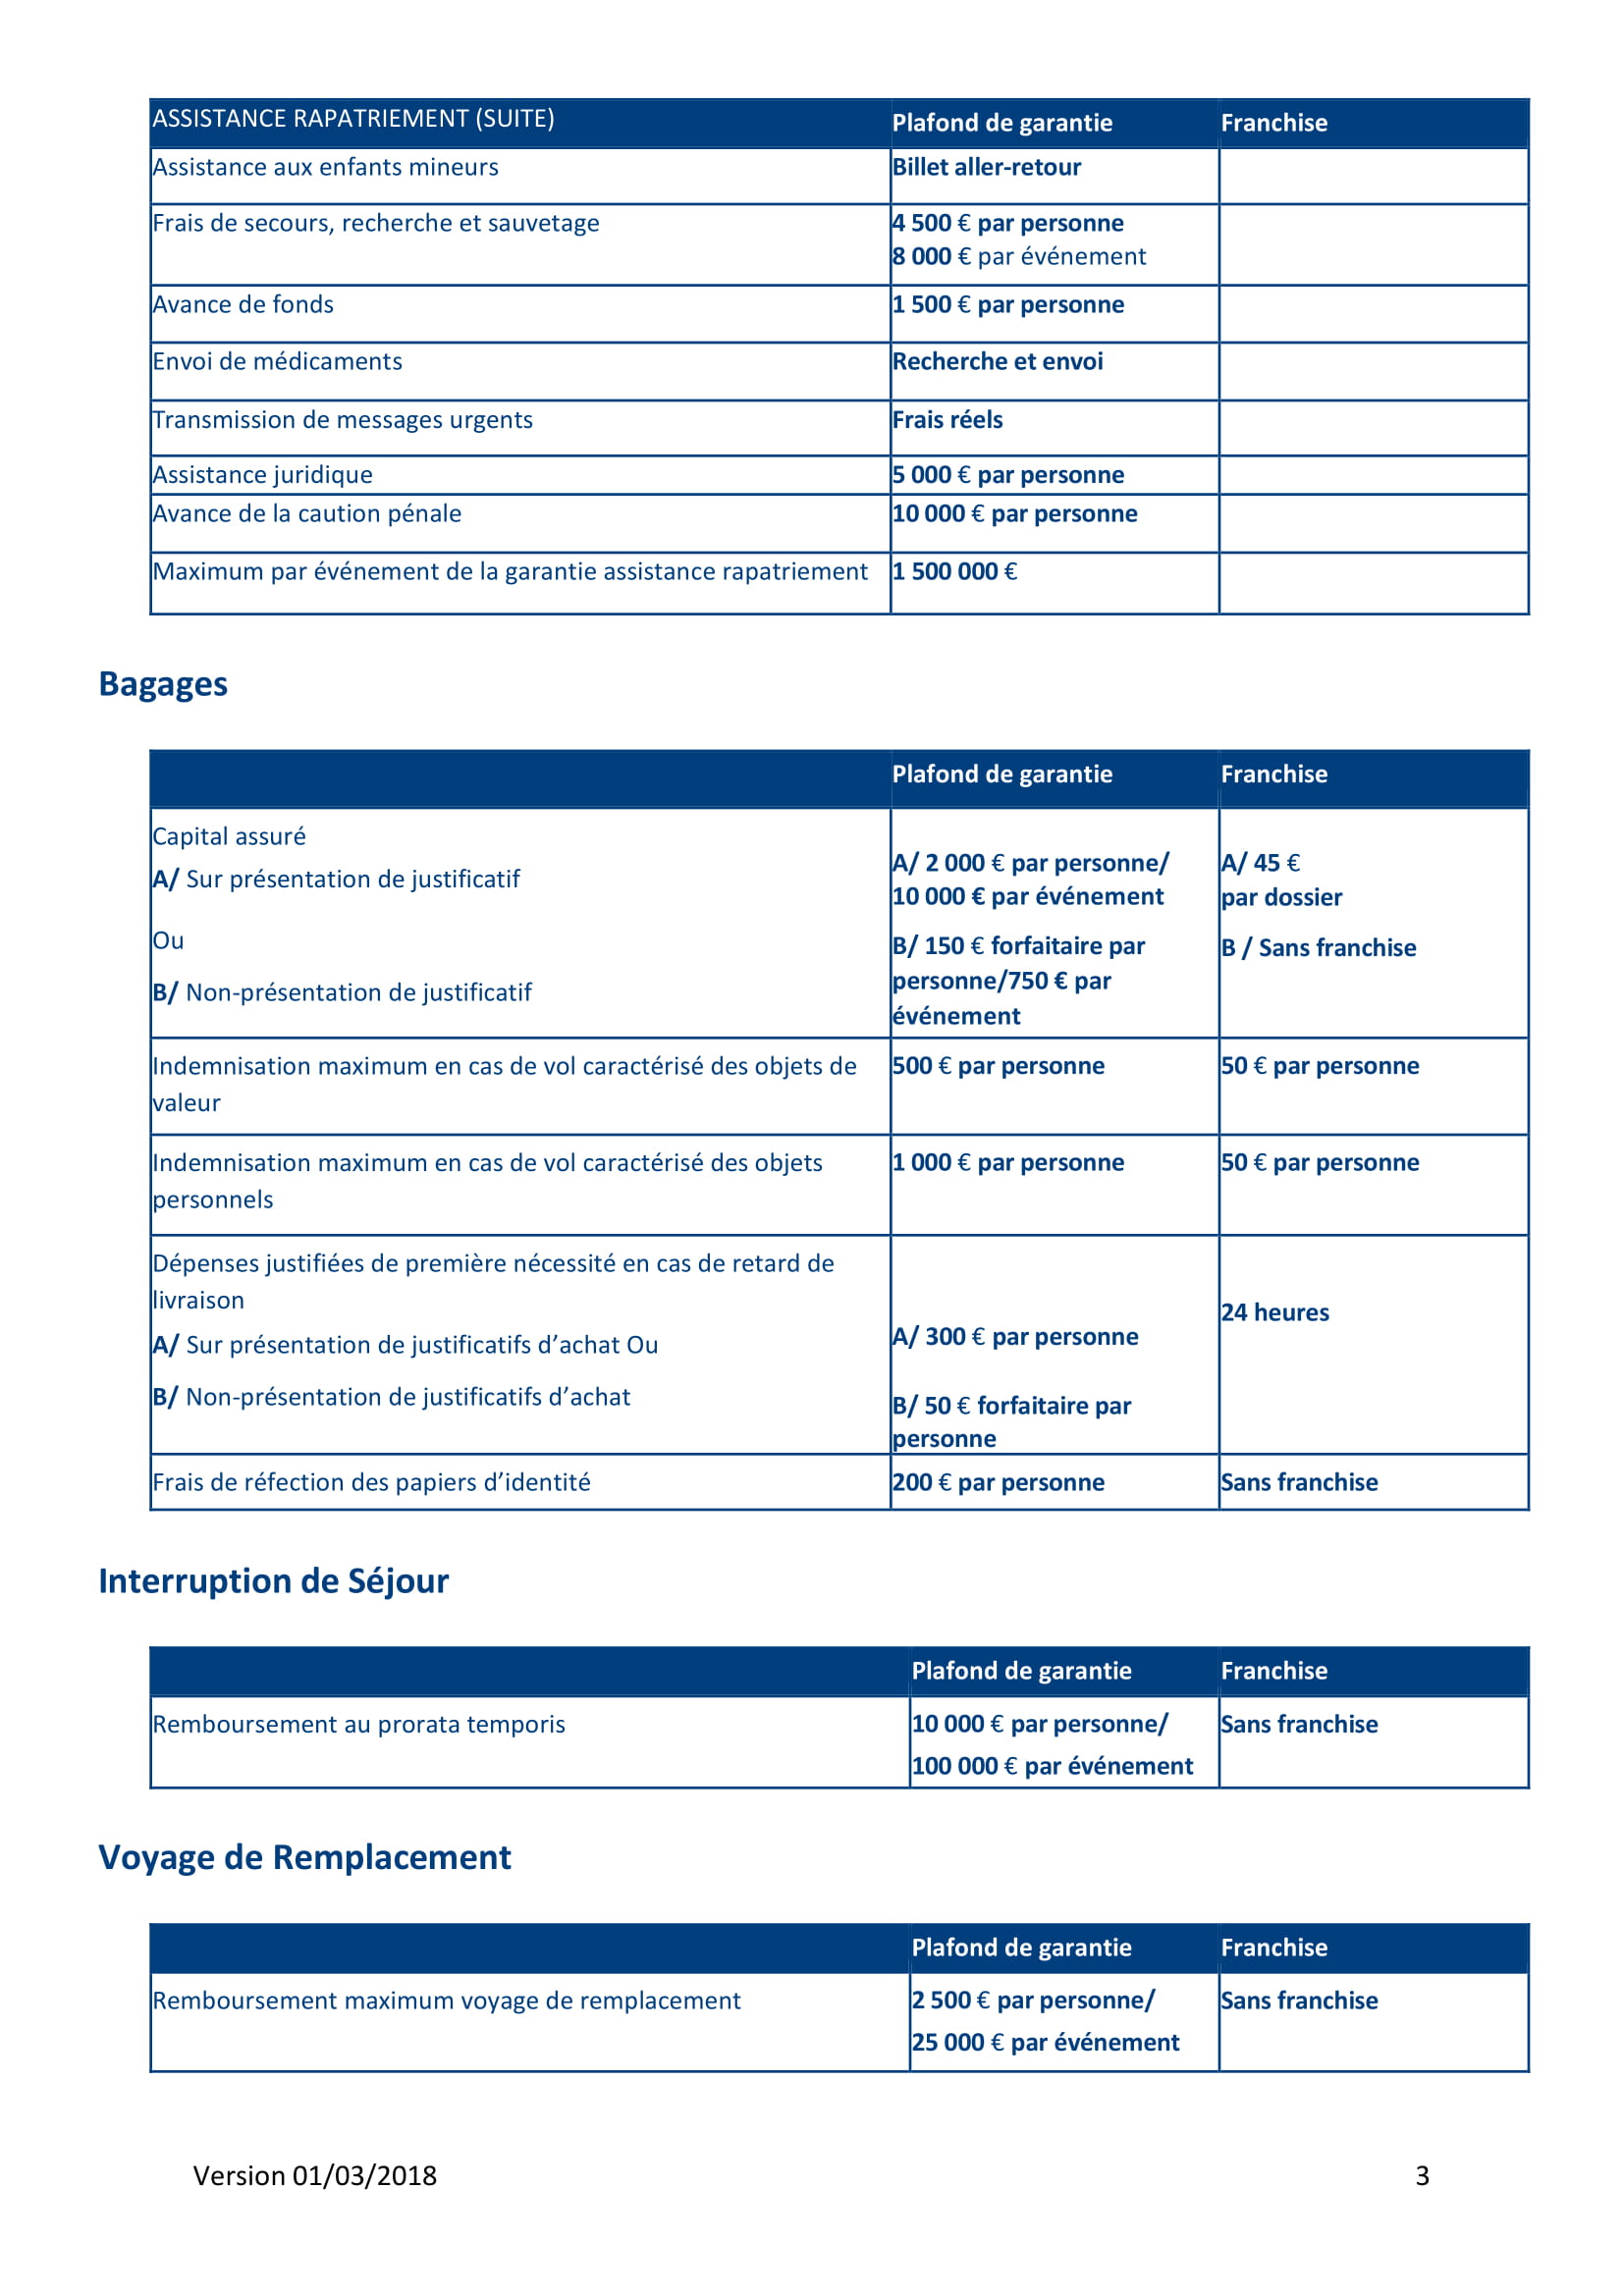 ASSISTANCE RAPATRIEMENT (SUITE) Plafond de garantie Franchise
Assistance aux enfants mineurs Billet aller-retour
Frais de secours, recherche et sauvetage 4 500 € par personne
8 000 € par événement
Avance de fonds 1 500 € par personne
Envoi de médicaments Recherche et envoi
Transmission de messages urgents Frais réels
Assistance juridique 5 000 € par personne
Avance de la caution pénale 10 000 € par personne
Maximum par événement de la garantie assistance rapatriement 1 500 000 €
Bagages
Plafond de garantie Franchise
Capital assuré
A/ Sur présentation de justificatif
Ou
B/ Non-présentation de justificatif
A/ 2 000 € par personne/
10 000 € par événement
B/ 150 € forfaitaire par
personne/750 € par
événement
A/ 45 €
par dossier
B / Sans franchise
Indemnisation maximum en cas de vol caractérisé des objets de
valeur
500 € par personne
50 € par personne
Indemnisation maximum en cas de vol caractérisé des objets
personnels
1 000 € par personne
50 € par personne
Dépenses justifiées de première nécessité en cas de retard de
livraison
A/ Sur présentation de justificatifs d’achat Ou
B/ Non-présentation de justificatifs d’achat
A/ 300 € par personne
B/ 50 € forfaitaire par
personne
24 heures
Frais de réfection des papiers d’identité 200 € par personne Sans franchise
Interruption de Séjour
Plafond de garantie Franchise
Remboursement au prorata temporis 10 000 € par personne/ Sans franchise
100 000 € par événement
Voyage de Remplacement
Plafond de garantie Franchise
Remboursement maximum voyage de remplacement 2 500 € par personne/ Sans franchise
25 000 € par événement
Version 01/03/2018 3